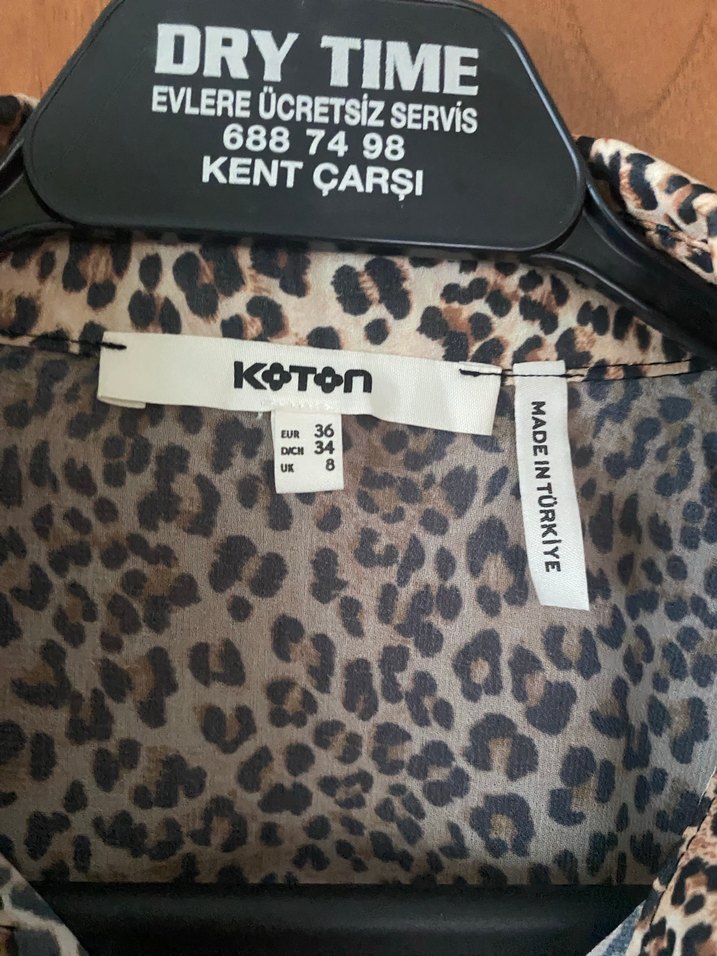 DRY TIME
EVLERE ÜCRETSİZ SERVİS
688 74 98
KENT ÇARŞI
KOTON
EUR 36
D/CH 34
UK 8
MADE IN TÜRKİYE